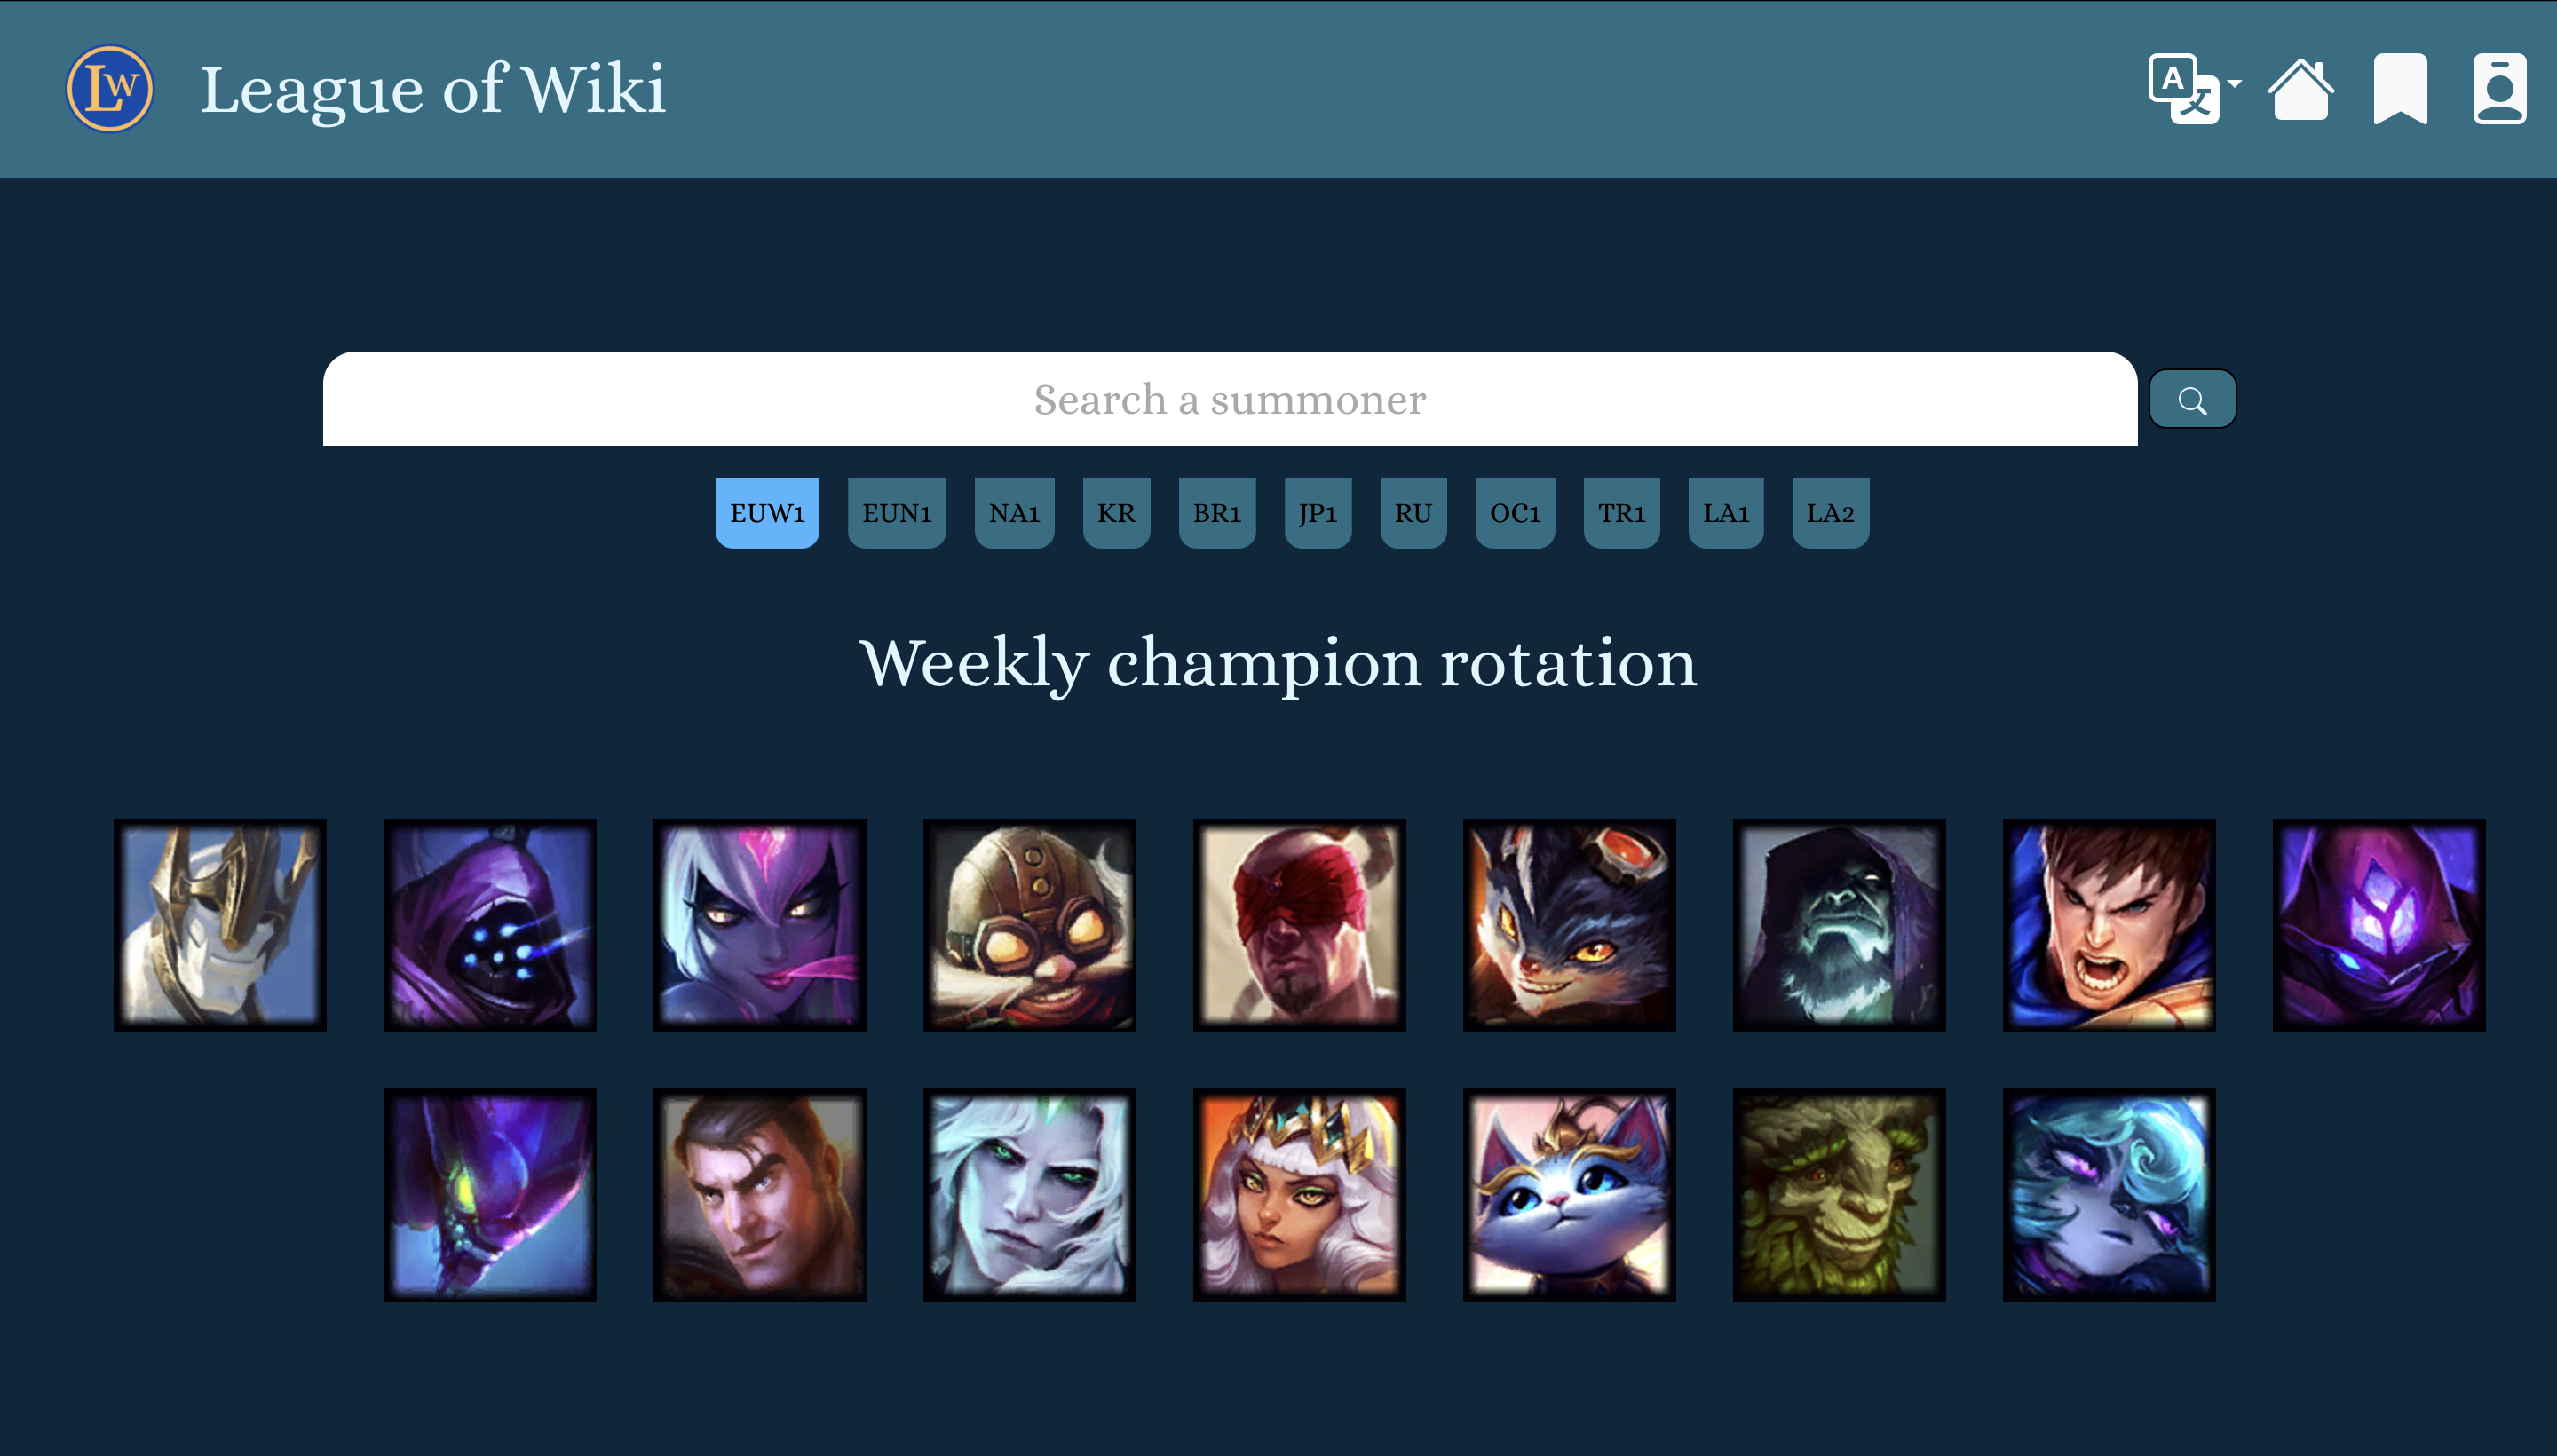 LW League of Wiki
A 文
Search a summoner
EUW1 EUN1 NA1 KR BR1 JP1 RU OC1 TR1 LA1 LA2
Weekly champion rotation